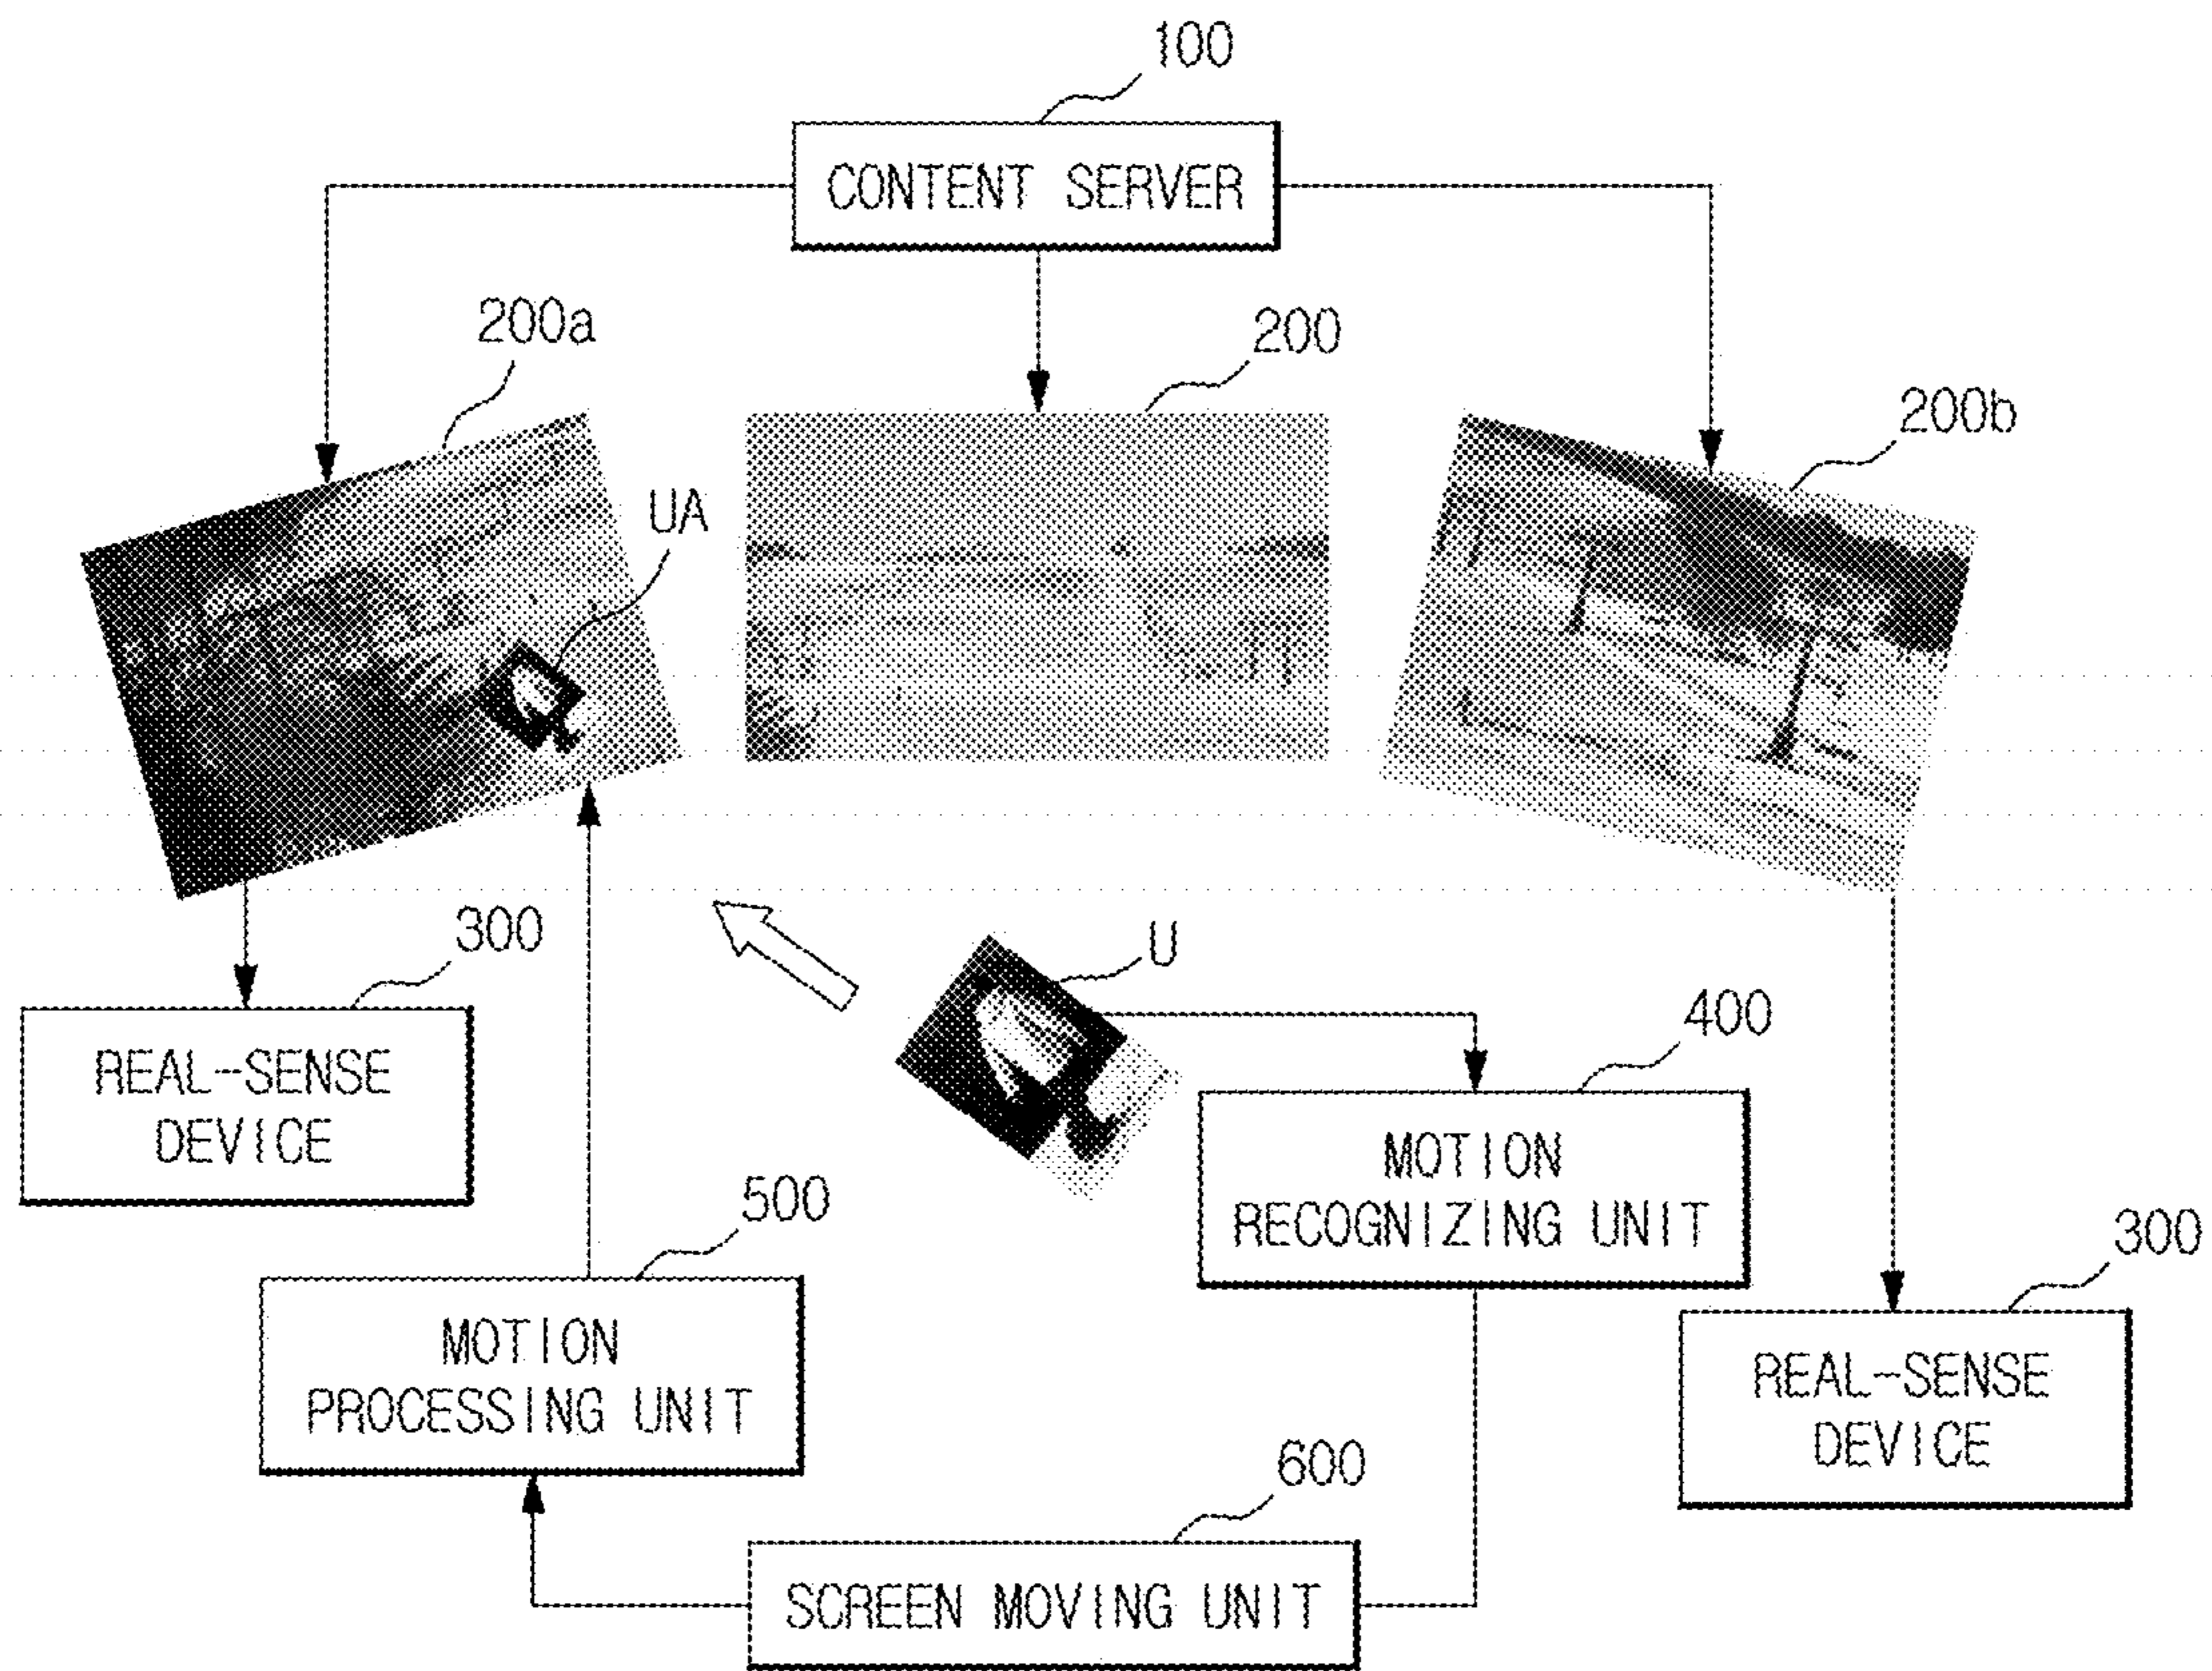 100
CONTENT SERVER
200a
200
200b
UA
300
U
400
REAL-SENSE
DEVICE
MOTION
RECOGNIZING UNIT
500
300
MOTION
PROCESSING UNIT
REAL-SENSE
DEVICE
600
SCREEN MOVING UNIT